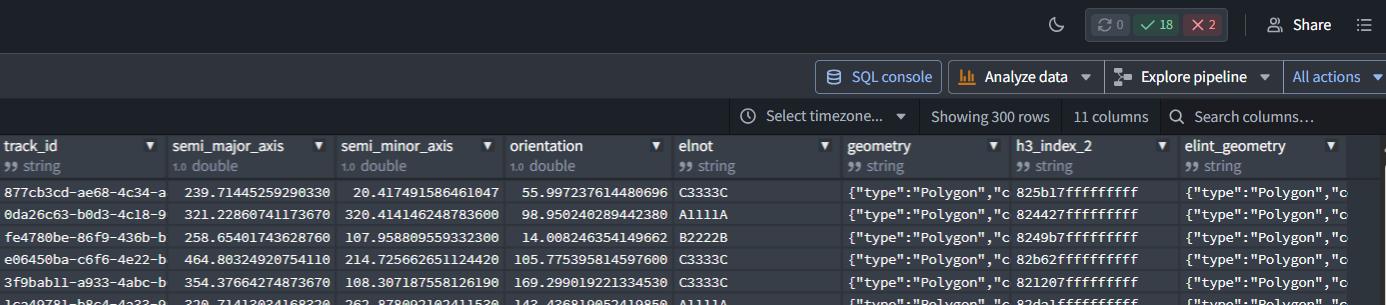 0 18 2 Share
SQL console Analyze data Explore pipeline All actions
Select timezone... Showing 300 rows 11 columns Search columns...
track_id semi_major_axis semi_minor_axis orientation elnot geometry h3_index_2 elint_geometry
string 1.0 double 1.0 double 1.0 double string string string string
877cb3cd-ae68-4c34-a 239.71445259290330 20.417491586461047 55.997237614480696 C3333C {"type":"Polygon","c 825b17fffffffff {"type":"Polygon","c
0da26c63-b0d3-4c18-9 321.22860741173670 320.414146248783600 98.950240289442380 A1111A {"type":"Polygon","c 824427fffffffff {"type":"Polygon","c
fe4780be-86f9-436b-b 258.65401743628760 107.958809559332300 14.008246354149662 B2222B {"type":"Polygon","c 8249b7fffffffff {"type":"Polygon","c
e06450ba-c6f6-4e22-b 464.80324920754110 214.725662651124420 105.775395814597600 C3333C {"type":"Polygon","c 82b62fffffffff {"type":"Polygon","c
3f9bab11-a933-4abc-b 354.37664274873670 108.307187558126190 169.299019221334530 C3333C {"type":"Polygon","c 821207fffffffff {"type":"Polygon","c